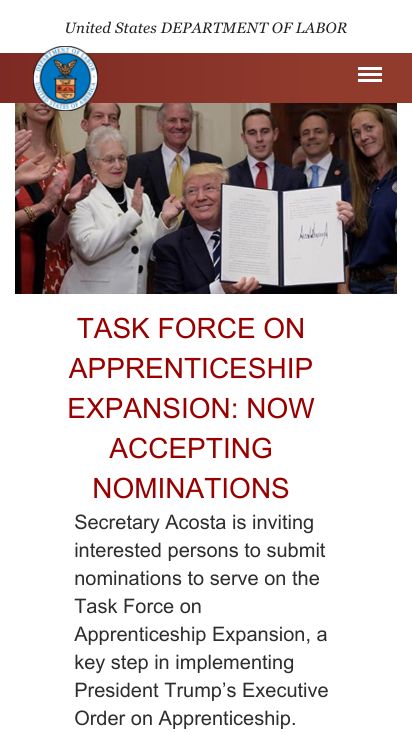 United States DEPARTMENT OF LABOR
DEPARTMENT OF LABOR
UNITED STATES OF AMERICA
TASK FORCE ON
APPRENTICESHIP
EXPANSION: NOW
ACCEPTING
NOMINATIONS
Secretary Acosta is inviting
interested persons to submit
nominations to serve on the
Task Force on
Apprenticeship Expansion, a
key step in implementing
President Trump’s Executive
Order on Apprenticeship.